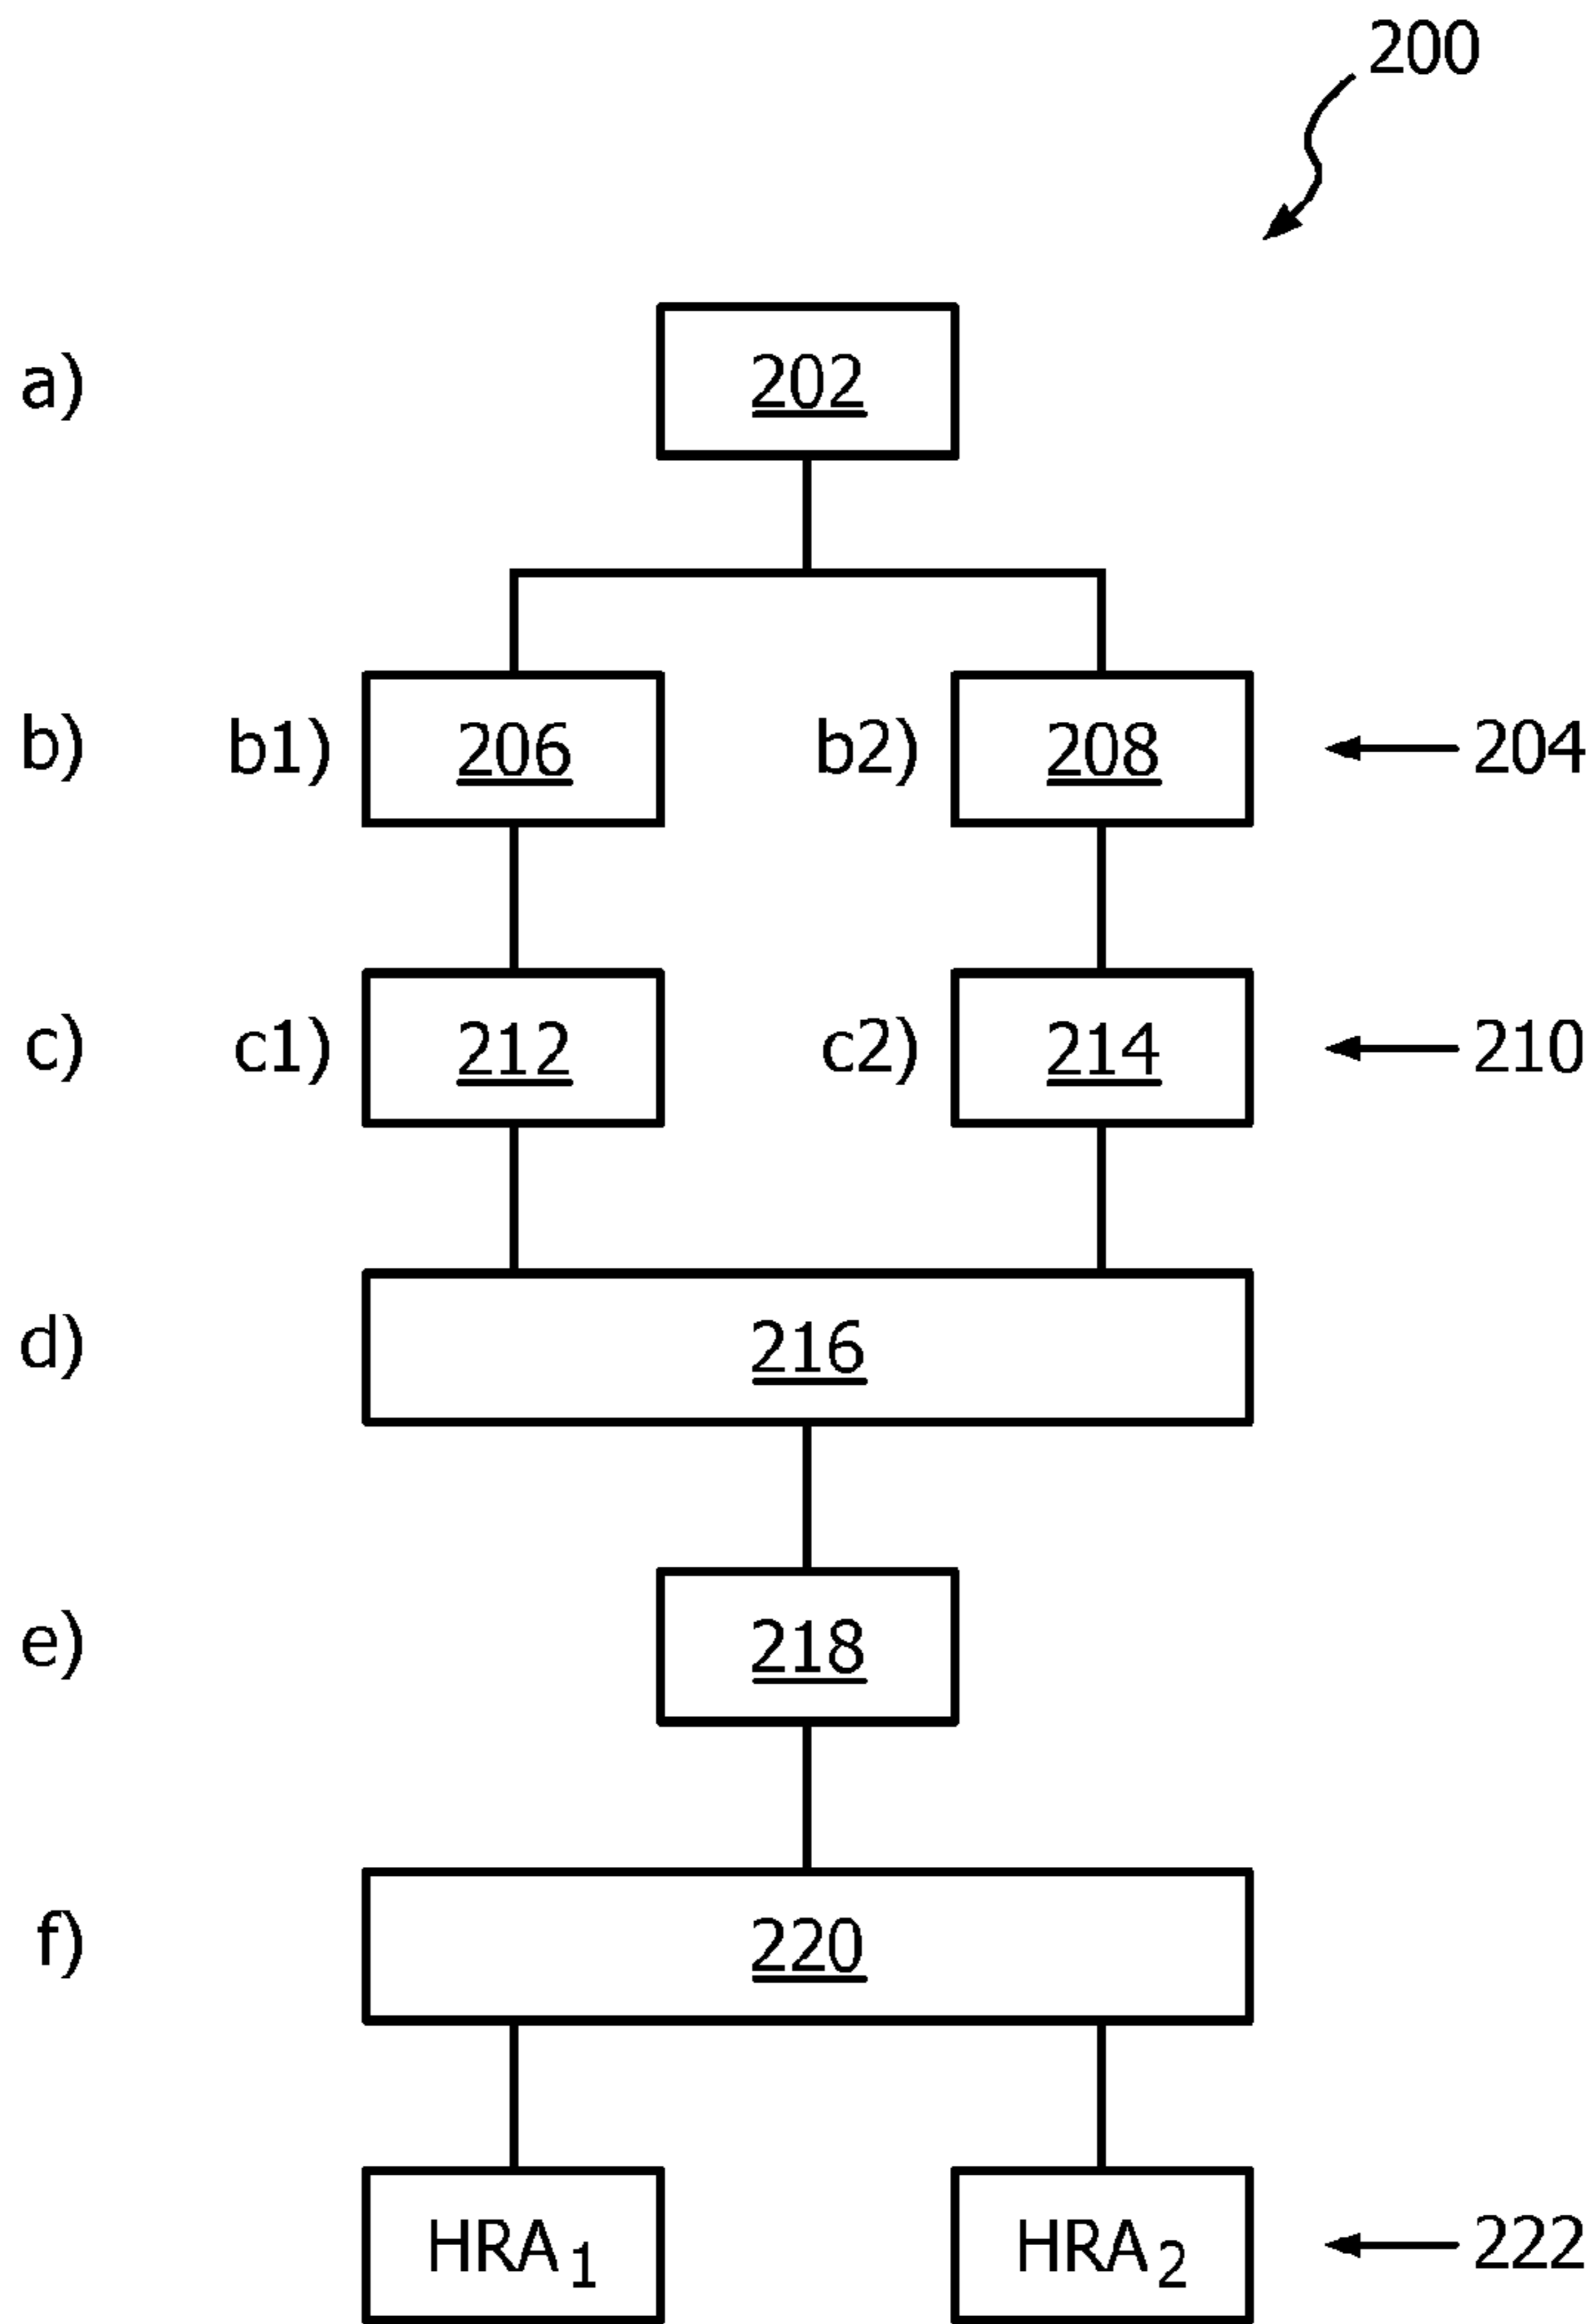 200
a) 202
b) b1) 206 b2) 208 204
c) c1) 212 c2) 214 210
d) 216
e) 218
f) 220
HRA1 HRA2 222